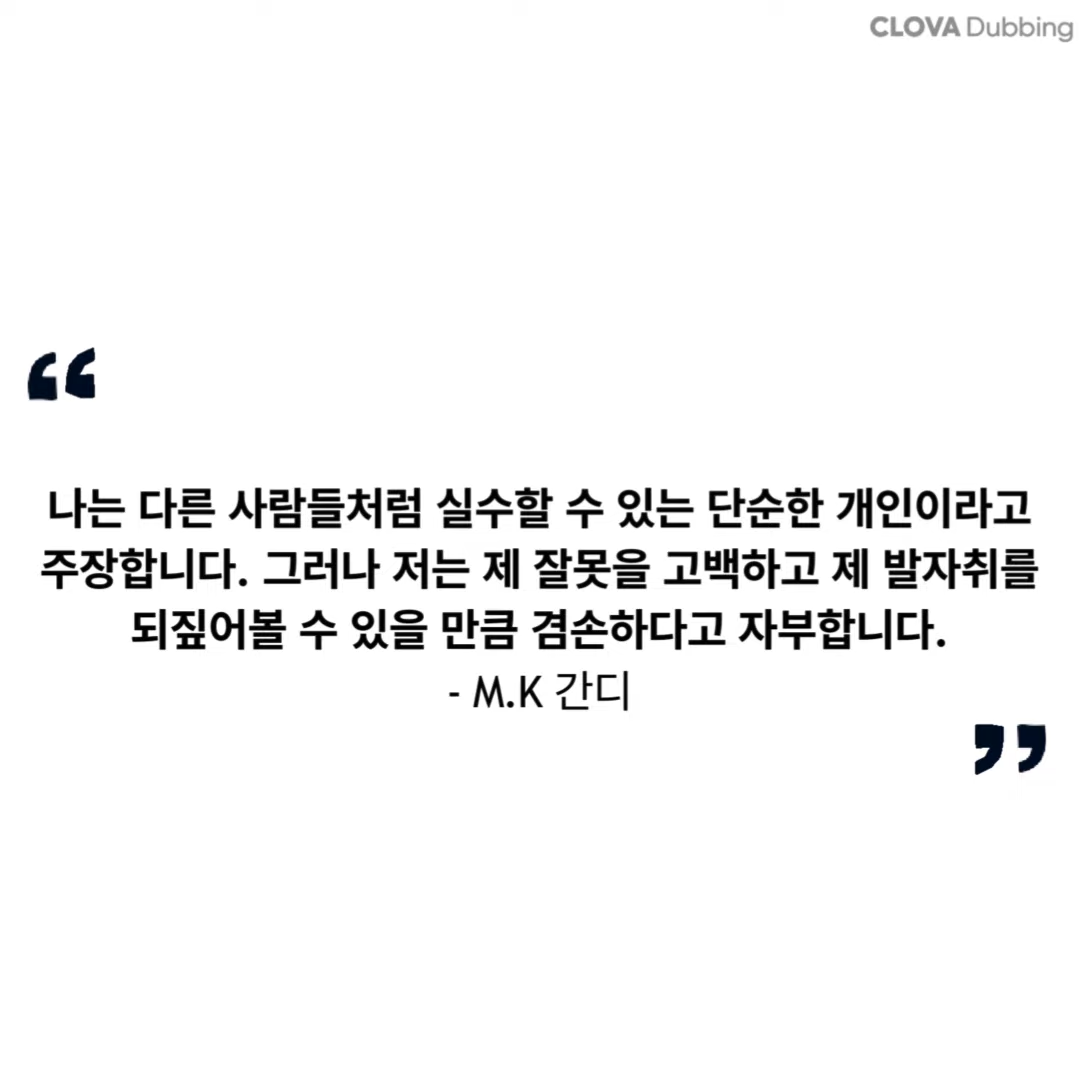 CLOVA Dubbing
“
나는 다른 사람들처럼 실수할 수 있는 단순한 개인이라고
주장합니다. 그러나 저는 제 잘못을 고백하고 제 발자취를
되짚어볼 수 있을 만큼 겸손하다고 자부합니다.
- M.K 간디
”